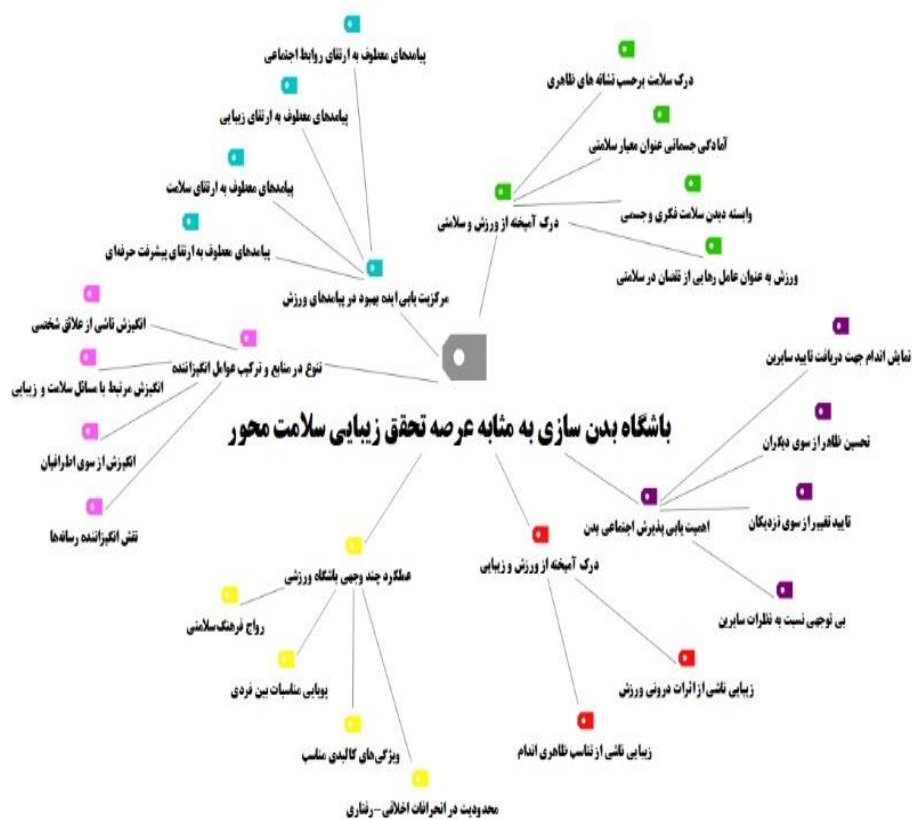 پیامدهای معطوف به ارتقای روابط اجتماعی
پیامدهای معطوف به ارتقای زیبایی
پیامدهای معطوف به ارتقای سلامت
پیامدهای معطوف به ارتقای پیشرفت حرفه‌ای
مرکزیت یابی ایده بهبود در پیامدهای ورزش
درک سلامت برحسب نشانه های ظاهری
آمادگی جسمانی عنوان معیار سلامتی
وابسته دیدن سلامت فکری و جسمی
ورزش به عنوان عامل رهایی از نقصان در سلامتی
درک آمیخته از ورزش و سلامتی
انگیزش ناشی از علائق شخصی
انگیزش مرتبط با مسائل سلامت و زیبایی
انگیزش از سوی اطرافیان
نقش انگیزاننده رسانه‌ها
تنوع در منابع و ترکیب عوامل انگیزاننده
باشگاه بدن سازی به مثابه عرصه تحقق زیبایی سلامت محور
نمایش اندام جهت دریافت تایید سایرین
تحسین ظاهر از سوی دیگران
تایید تغییر از سوی نزدیکان
بی توجهی نسبت به نظرات سایرین
اهمیت یابی پذیرش اجتماعی بدن
درک آمیخته از ورزش و زیبایی
زیبایی ناشی از اثرات درونی ورزش
زیبایی ناشی از تناسب ظاهری اندام
عملکرد چند وجهی باشگاه ورزشی
رواج فرهنگ سلامتی
پویایی مناسبات بین فردی
ویژگی‌های کالبدی مناسب
محدودیت در انحرافات اخلاقی-رفتاری